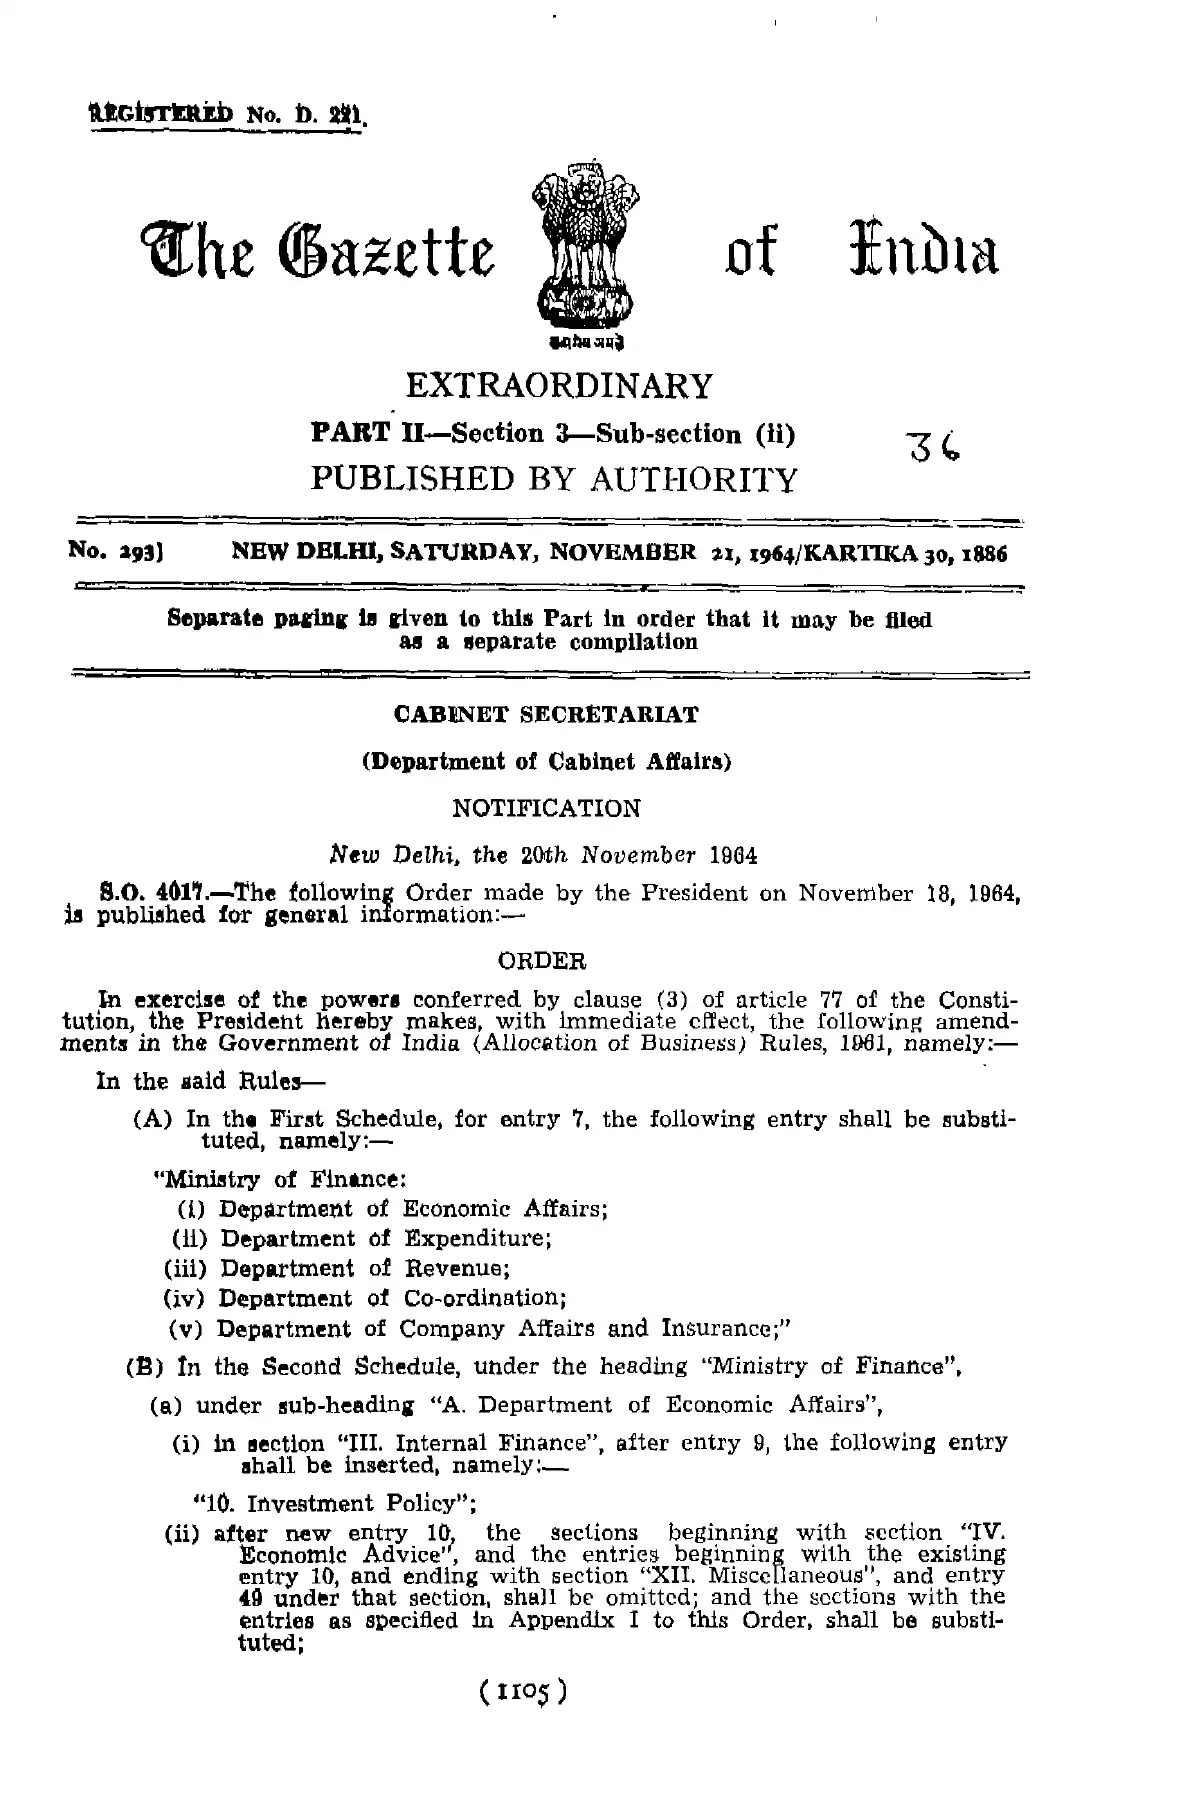 REGISTERED No. D. 221.
The Gazette of India
सत्यमेव जयते
EXTRAORDINARY
PART II—Section 3—Sub-section (ii)
36
PUBLISHED BY AUTHORITY
No. 293] NEW DELHI, SATURDAY, NOVEMBER 21, 1964/KARTIKA 30, 1886
Separate paging is given to this Part in order that it may be filed
as a separate compilation
CABINET SECRETARIAT
(Department of Cabinet Affairs)
NOTIFICATION
New Delhi, the 20th November 1964
S.O. 4017.—The following Order made by the President on November 18, 1964,
is published for general information:—
ORDER
In exercise of the powers conferred by clause (3) of article 77 of the Consti-
tution, the President hereby makes, with immediate effect, the following amend-
ments in the Government of India (Allocation of Business) Rules, 1961, namely:—
In the said Rules—
(A) In the First Schedule, for entry 7, the following entry shall be substi-
tuted, namely:—
"Ministry of Finance:
(i) Department of Economic Affairs;
(ii) Department of Expenditure;
(iii) Department of Revenue;
(iv) Department of Co-ordination;
(v) Department of Company Affairs and Insurance;"
(B) In the Second Schedule, under the heading "Ministry of Finance",
(a) under sub-heading "A. Department of Economic Affairs",
(i) in section "III. Internal Finance", after entry 9, the following entry
shall be inserted, namely:—
"10. Investment Policy";
(ii) after new entry 10, the sections beginning with section "IV.
Economic Advice", and the entries beginning with the existing
entry 10, and ending with section "XII. Miscellaneous", and entry
49 under that section, shall be omitted; and the sections with the
entries as specified in Appendix I to this Order, shall be substi-
tuted;
(1105)